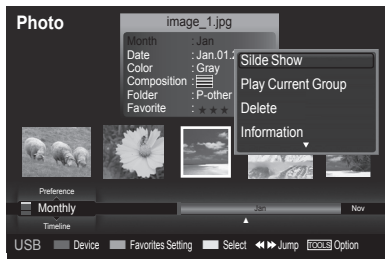 Photo
image_1.jpg
Month : Jan
Date : Jan.01.2
Color : Gray
Composition :
Folder : P-other
Favorite : ★★★
Silde Show
Play Current Group
Delete
Information
Preference
Monthly
Timeline
Jan
Nov
USB Device Favorites Setting Select Jump TOOLS Option